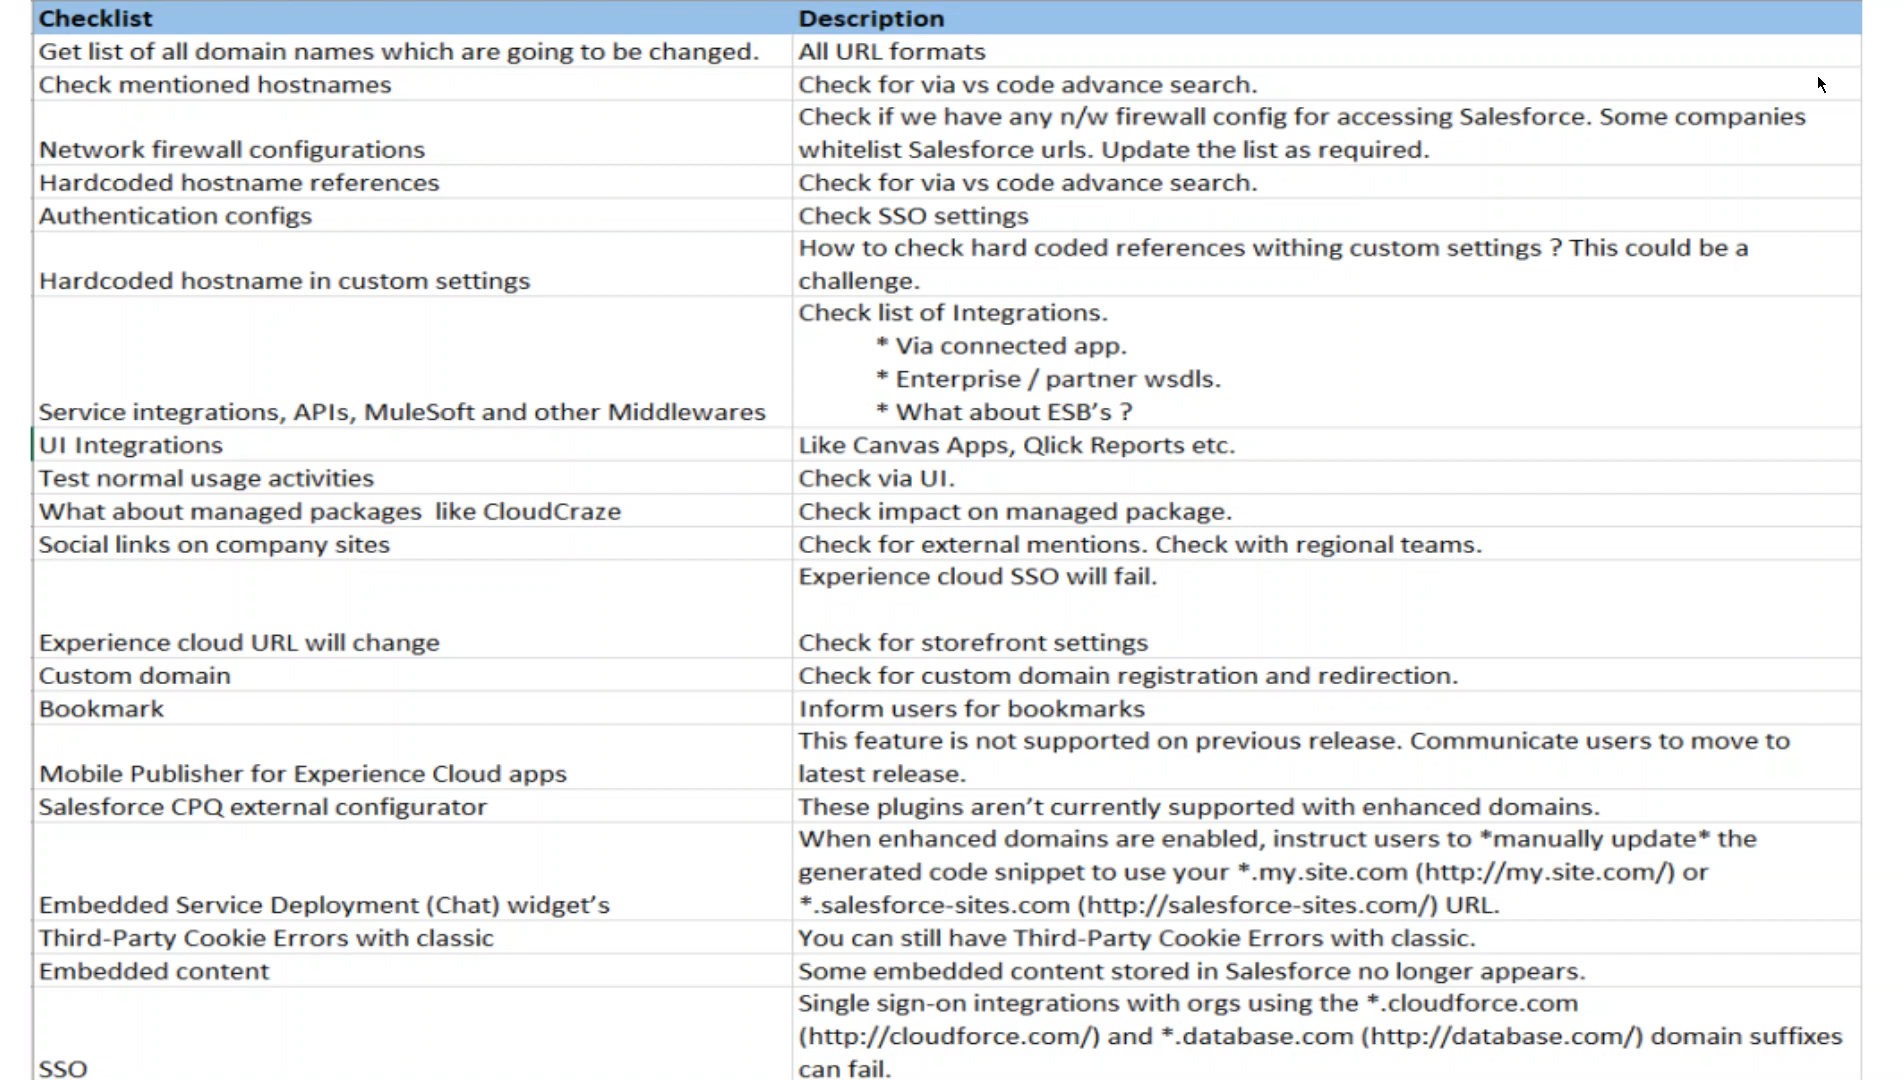 Checklist Description
Get list of all domain names which are going to be changed. All URL formats
Check mentioned hostnames Check for via vs code advance search.
Check if we have any n/w firewall config for accessing Salesforce. Some companies
Network firewall configurations whitelist Salesforce urls. Update the list as required.
Hardcoded hostname references Check for via vs code advance search.
Authentication configs Check SSO settings
How to check hard coded references withing custom settings ? This could be a
Hardcoded hostname in custom settings challenge.
Check list of Integrations.
* Via connected app.
* Enterprise / partner wsdls.
Service integrations, APIs, MuleSoft and other Middlewares * What about ESB’s ?
UI Integrations Like Canvas Apps, Qlick Reports etc.
Test normal usage activities Check via UI.
What about managed packages  like CloudCraze Check impact on managed package.
Social links on company sites Check for external mentions. Check with regional teams.
Experience cloud SSO will fail.
Experience cloud URL will change Check for storefront settings
Custom domain Check for custom domain registration and redirection.
Bookmark Inform users for bookmarks
This feature is not supported on previous release. Communicate users to move to
Mobile Publisher for Experience Cloud apps latest release.
Salesforce CPQ external configurator These plugins aren’t currently supported with enhanced domains.
When enhanced domains are enabled, instruct users to *manually update* the
generated code snippet to use your *.my.site.com (http://my.site.com/) or
Embedded Service Deployment (Chat) widget’s *.salesforce-sites.com (http://salesforce-sites.com/) URL.
Third-Party Cookie Errors with classic You can still have Third-Party Cookie Errors with classic.
Embedded content Some embedded content stored in Salesforce no longer appears.
Single sign-on integrations with orgs using the *.cloudforce.com
(http://cloudforce.com/) and *.database.com (http://database.com/) domain suffixes
SSO can fail.